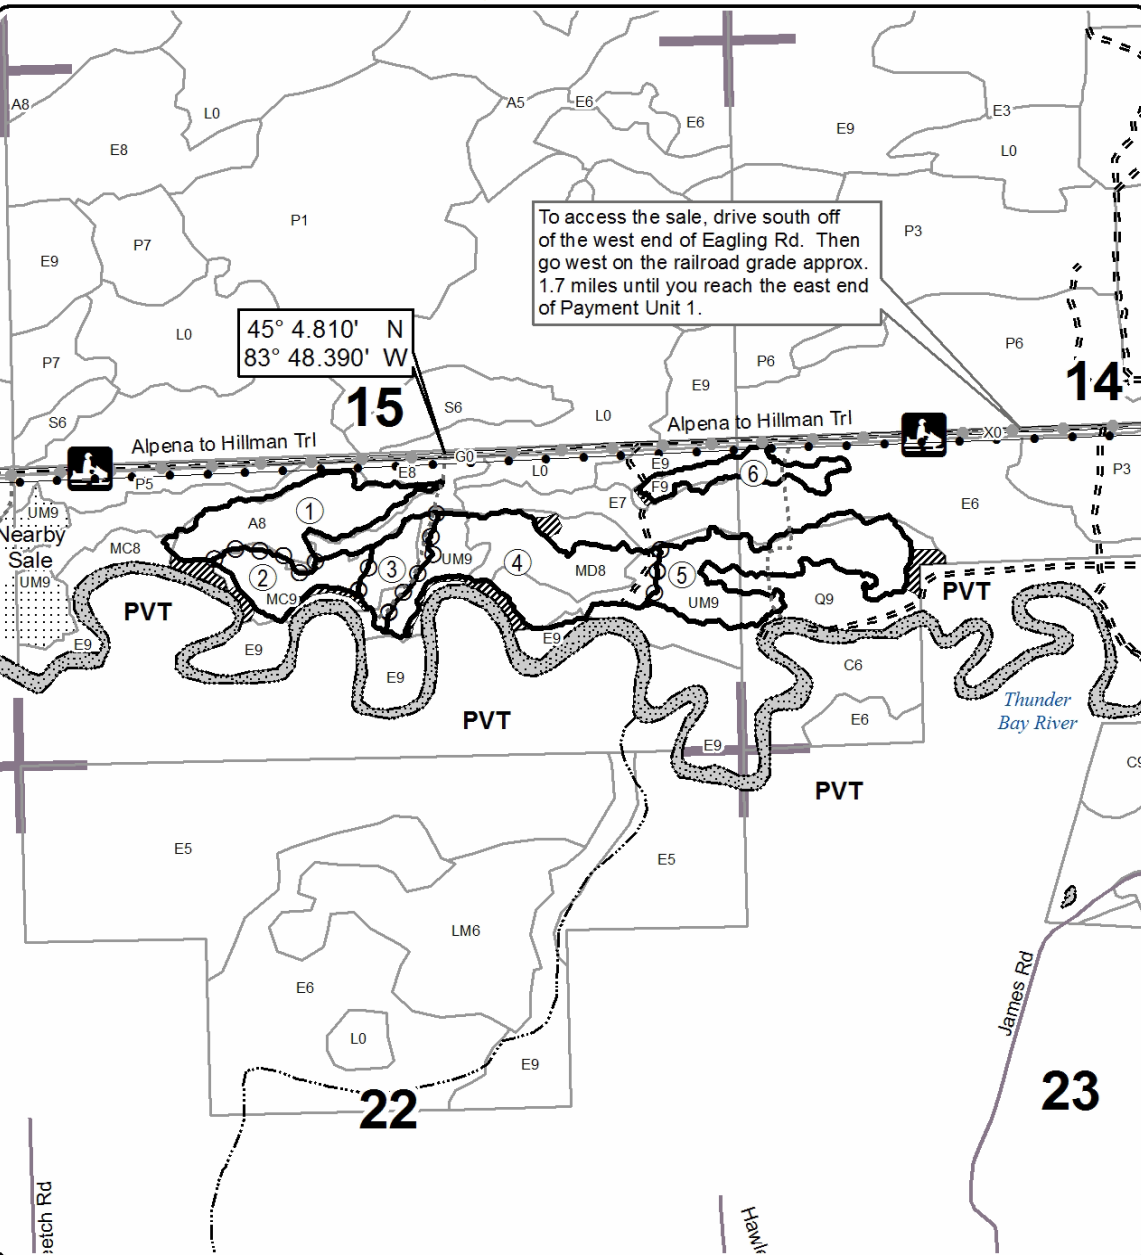 A8
L0
A5
E6
E6
E9
E3
L0
E8
P1
P7
E9
To access the sale, drive south off
of the west end of Eagling Rd. Then
go west on the railroad grade approx.
1.7 miles until you reach the east end
of Payment Unit 1.
P3
45° 4.810' N
83° 48.390' W
L0
P7
P6
P6
E9
14
15
S6
S6
L0
Alpena to Hillman Trl
Alpena to Hillman Trl
X0
G0
P5
E8
L0
E9
F9
6
P3
UM9
E7
E6
1
A8
Nearby
Sale
MC8
UM9
2
MC9
3
UM9
4
MD8
5
UM9
Q9
PVT
PVT
E9
E9
E9
E9
C6
E6
E9
PVT
Thunder
Bay River
PVT
C9
E5
E5
LM6
E6
L0
E9
22
23
James Rd
eetch Rd
Hawl